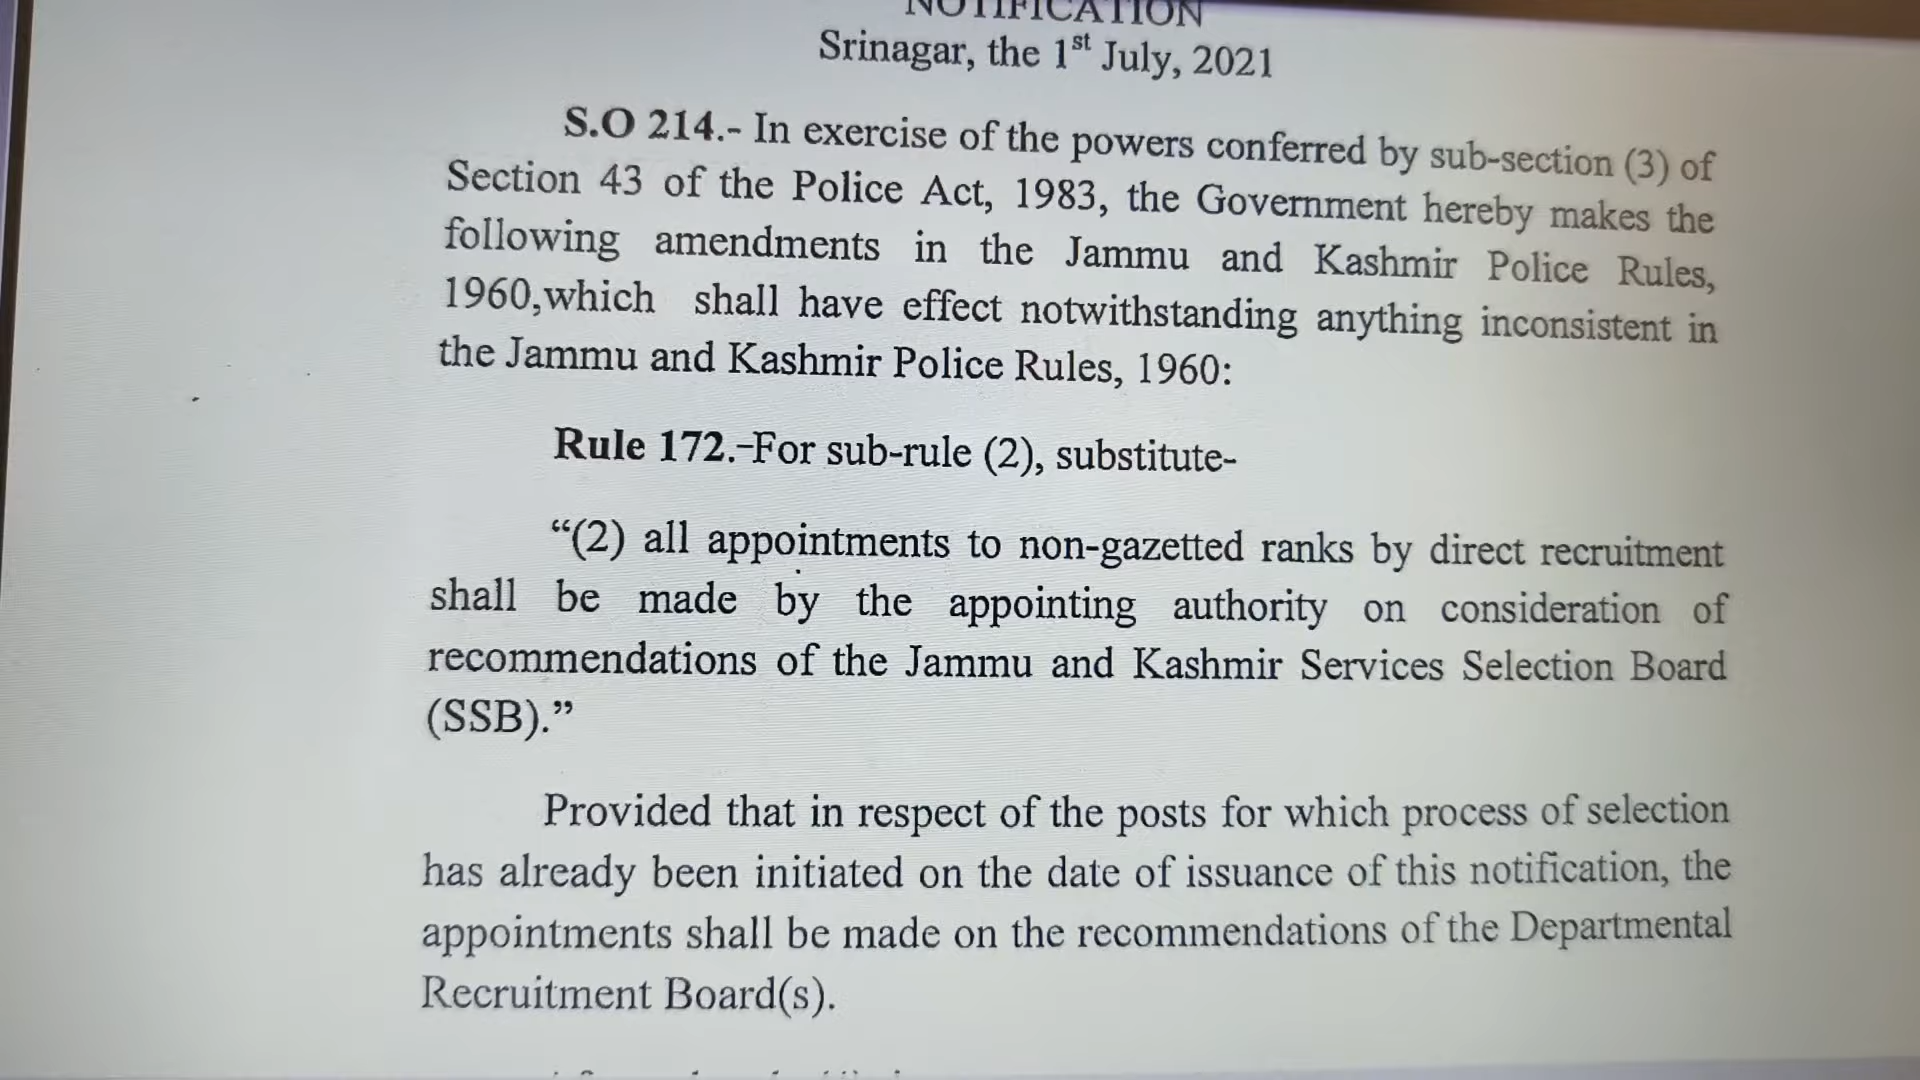 NOTIFICATION
Srinagar, the 1st July, 2021
S.O 214.- In exercise of the powers conferred by sub-section (3) of
Section 43 of the Police Act, 1983, the Government hereby makes the
following amendments in the Jammu and Kashmir Police Rules,
1960,which shall have effect notwithstanding anything inconsistent in
the Jammu and Kashmir Police Rules, 1960:
Rule 172.-For sub-rule (2), substitute-
“(2) all appointments to non-gazetted ranks by direct recruitment
shall be made by the appointing authority on consideration of
recommendations of the Jammu and Kashmir Services Selection Board
(SSB).”
Provided that in respect of the posts for which process of selection
has already been initiated on the date of issuance of this notification, the
appointments shall be made on the recommendations of the Departmental
Recruitment Board(s).